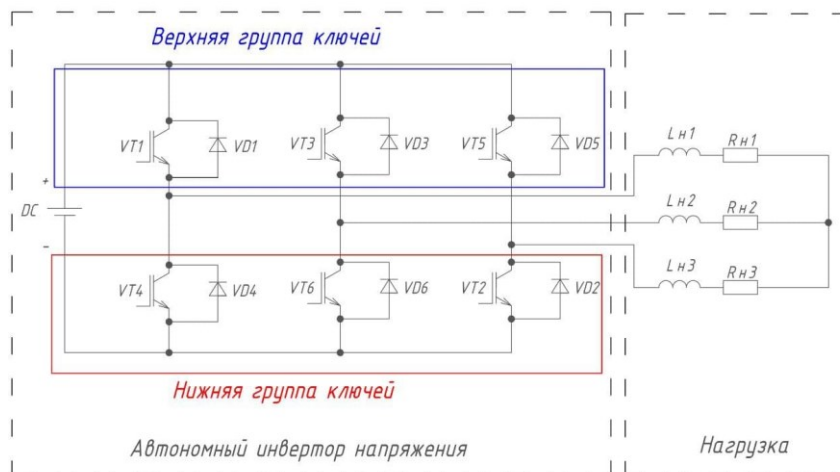 Верхняя группа ключей
VT1
VD1
VT3
VD3
VT5
VD5
Lн1
Rн1
+
DC
-
Lн2
Rн2
Lн3
Rн3
VT4
VD4
VT6
VD6
VT2
VD2
Нижняя группа ключей
Автономный инвертор напряжения
Нагрузка